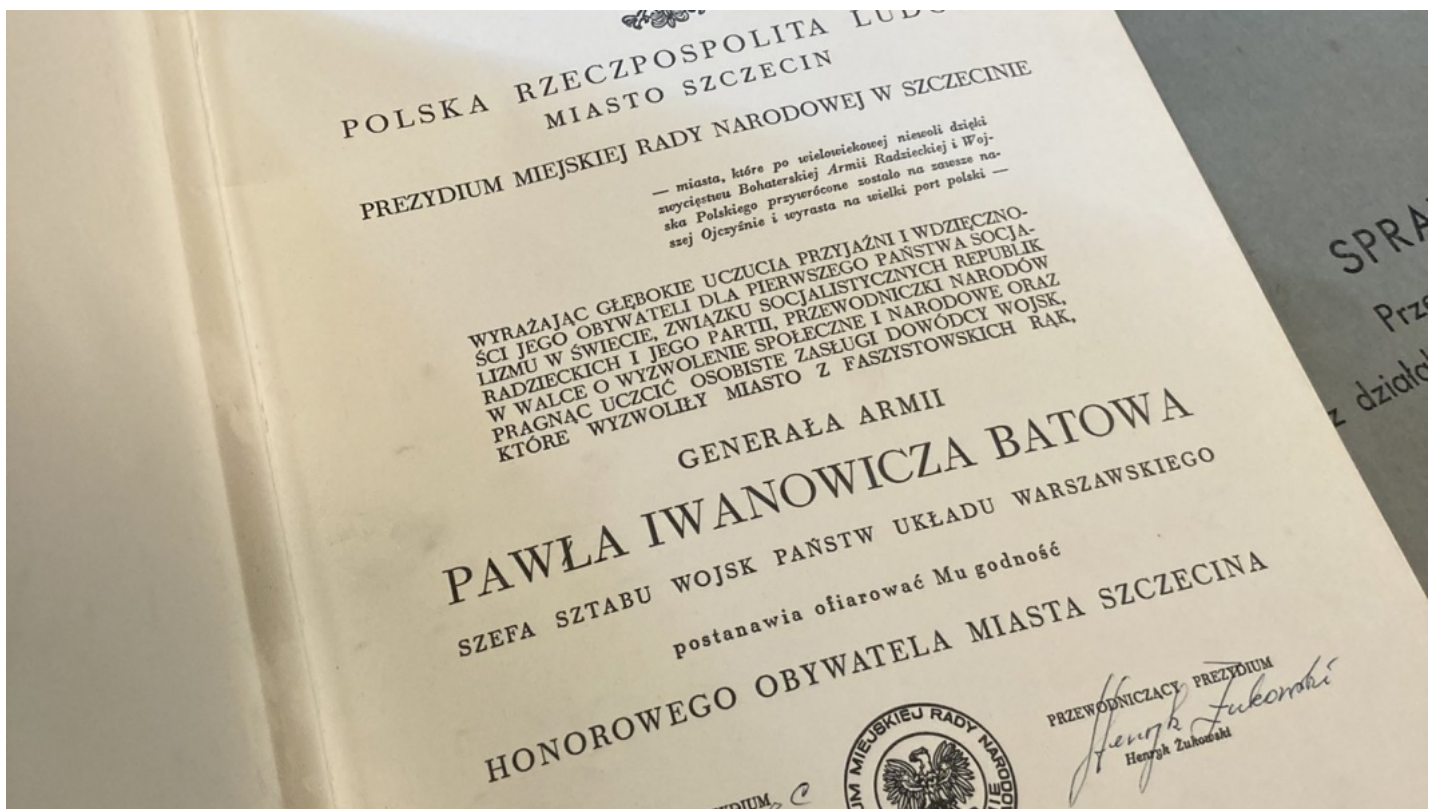 POLSKA RZECZPOSPOLITA
MIASTO SZCZECIN
PREZYDIUM MIEJSKIEJ RADY NARODOWEJ W SZCZECINIE
— miasta, które po wielowiekowej niewoli dzięki
zwycięstwu Bohaterskiej Armii Radzieckiej i Woj-
ska Polskiego przywrócone zostało na zawsze na-
szej Ojczyźnie i wyrasta na wielki port polski —
WYRAŻAJĄC GŁĘBOKIE UCZUCIA PRZYJAŹNI I WDZIĘCZNO-
ŚCI JEGO OBYWATELI DLA PIERWSZEGO PAŃSTWA SOCJA-
LIZMU W ŚWIECIE, ZWIĄZKU SOCJALISTYCZNYCH REPUBLIK
RADZIECKICH I JEGO PARTII, PRZEWODNICZKI NARODÓW
W WALCE O WYZWOLENIE SPOŁECZNE I NARODOWE ORAZ
PRAGNĄC UCZCIĆ OSOBISTE ZASŁUGI DOWÓDCY WOJSK,
KTÓRE WYZWOLIŁY MIASTO Z FASZYSTOWSKICH RĄK,
GENERAŁA ARMII
PAWŁA IWANOWICZA BATOWA
SZEFA SZTABU WOJSK PAŃSTW UKŁADU WARSZAWSKIEGO
postanawia ofiarować Mu godność
HONOROWEGO OBYWATELA MIASTA SZCZECINA
PRZEWODNICZĄCY PREZYDIUM
Henryk Żukowski
Henryk Żukowski
MIEJSKIEJ RADY